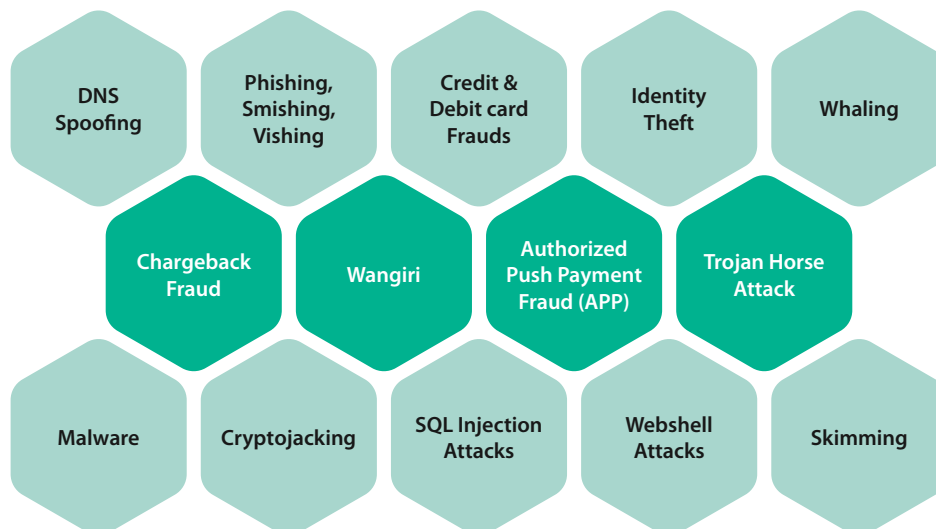 DNS
Spoofing
Phishing,
Smishing,
Vishing
Credit &
Debit card
Frauds
Identity
Theft
Whaling
Chargeback
Fraud
Wangiri
Authorized
Push Payment
Fraud (APP)
Trojan Horse
Attack
Malware
Cryptojacking
SQL Injection
Attacks
Webshell
Attacks
Skimming